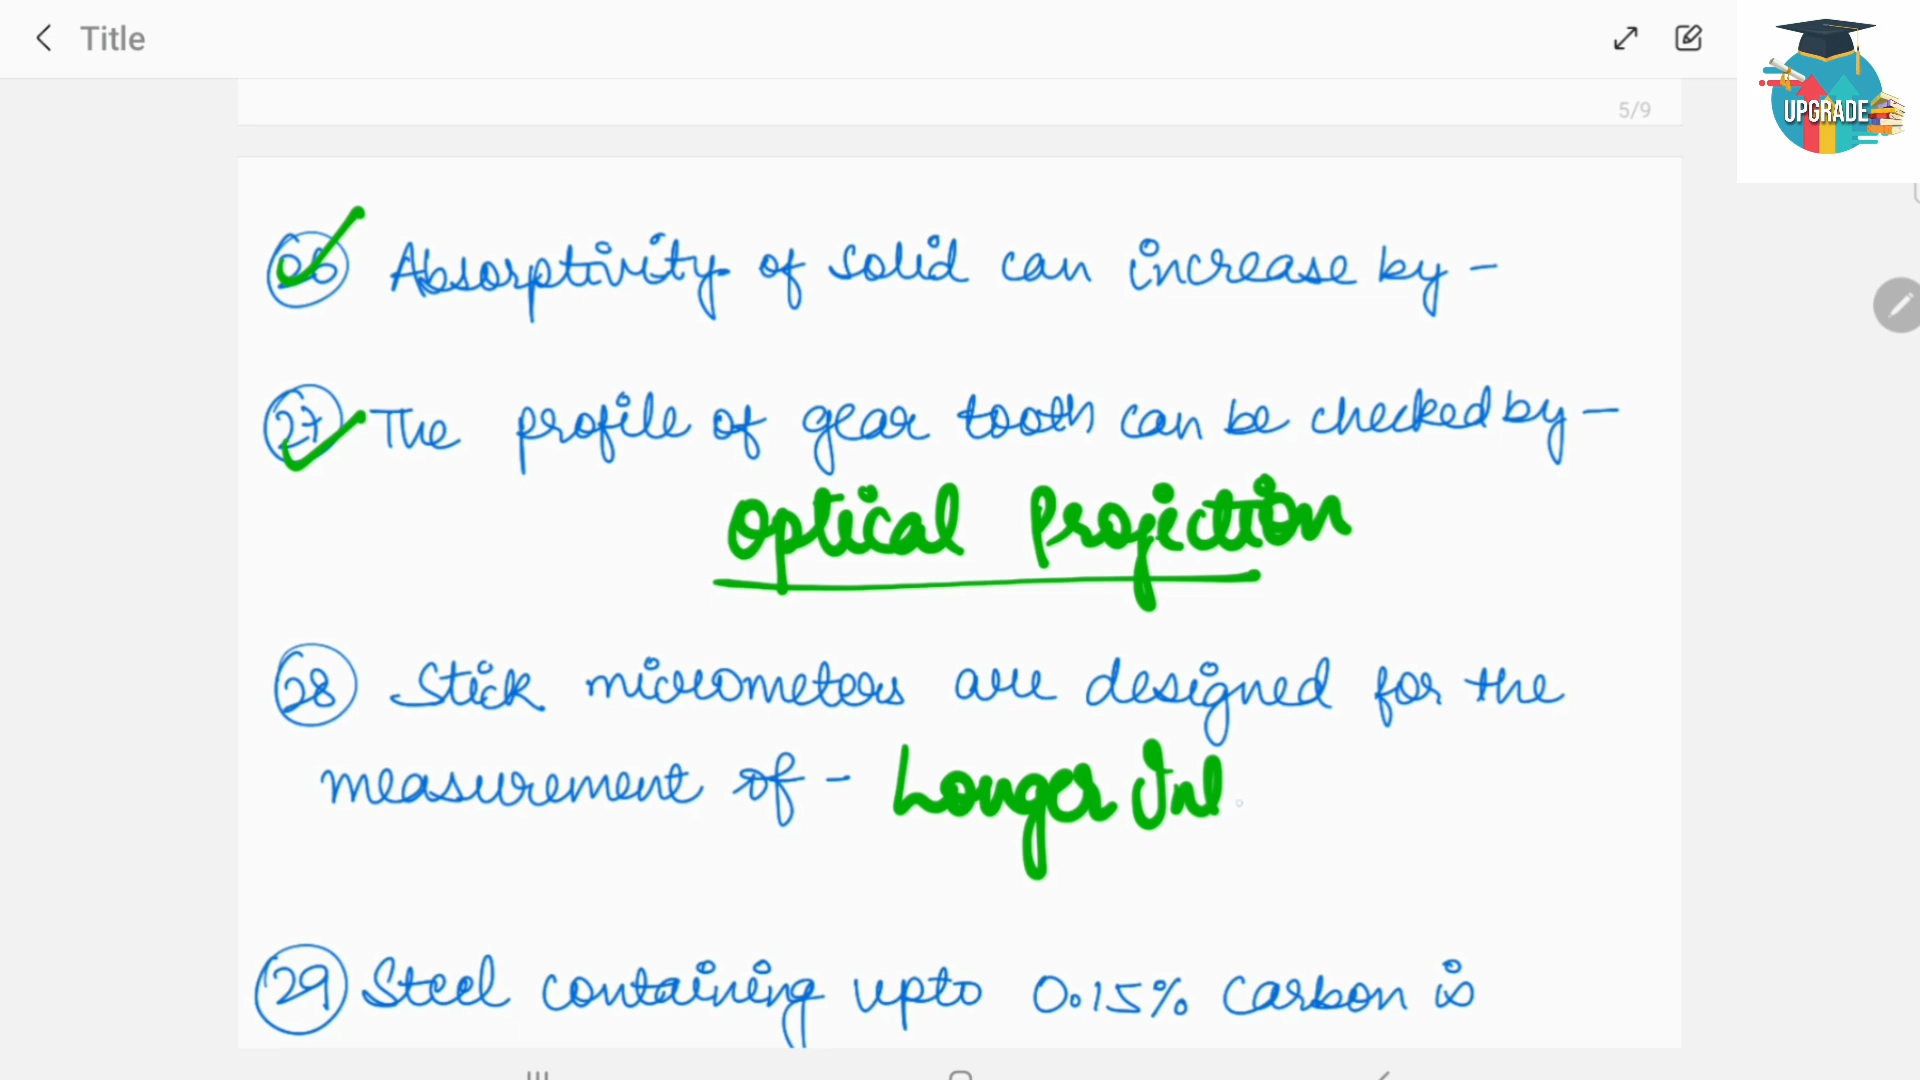 Title
UPGRADE
5/9
26 Absorptivity of solid can increase by -
27 The profile of gear tooth can be checked by -
Optical Projection
28 Stick micrometers are designed for the
measurement of - Longer Inl
29 Steel containing upto 0.15% carbon is